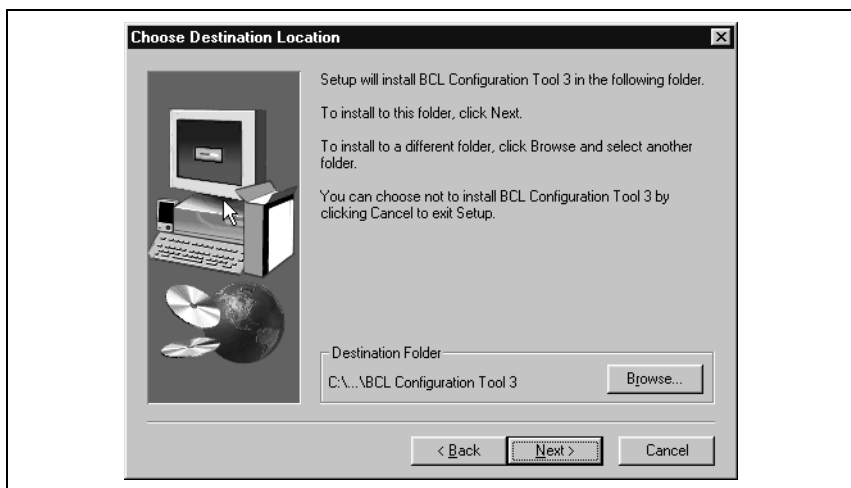 Choose Destination Location
Setup will install BCL Configuration Tool 3 in the following folder.
To install to this folder, click Next.
To install to a different folder, click Browse and select another
folder.
You can choose not to install BCL Configuration Tool 3 by
clicking Cancel to exit Setup.
Destination Folder
C:\...\BCL Configuration Tool 3
Browse...
< Back
Next >
Cancel